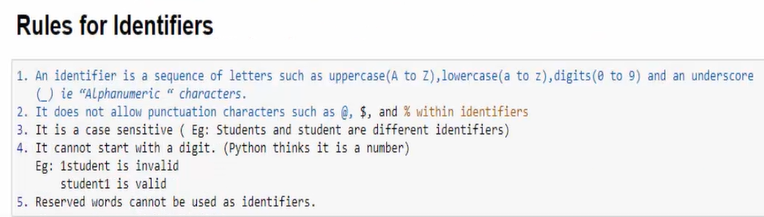 Rules for Identifiers
1. An identifier is a sequence of letters such as uppercase(A to Z),lowercase(a to z),digits(0 to 9) and an underscore
(_) ie “Alphanumeric “ characters.
2. It does not allow punctuation characters such as @, $, and % within identifiers
3. It is a case sensitive ( Eg: Students and student are different identifiers)
4. It cannot start with a digit. (Python thinks it is a number)
Eg: 1student is invalid
student1 is valid
5. Reserved words cannot be used as identifiers.